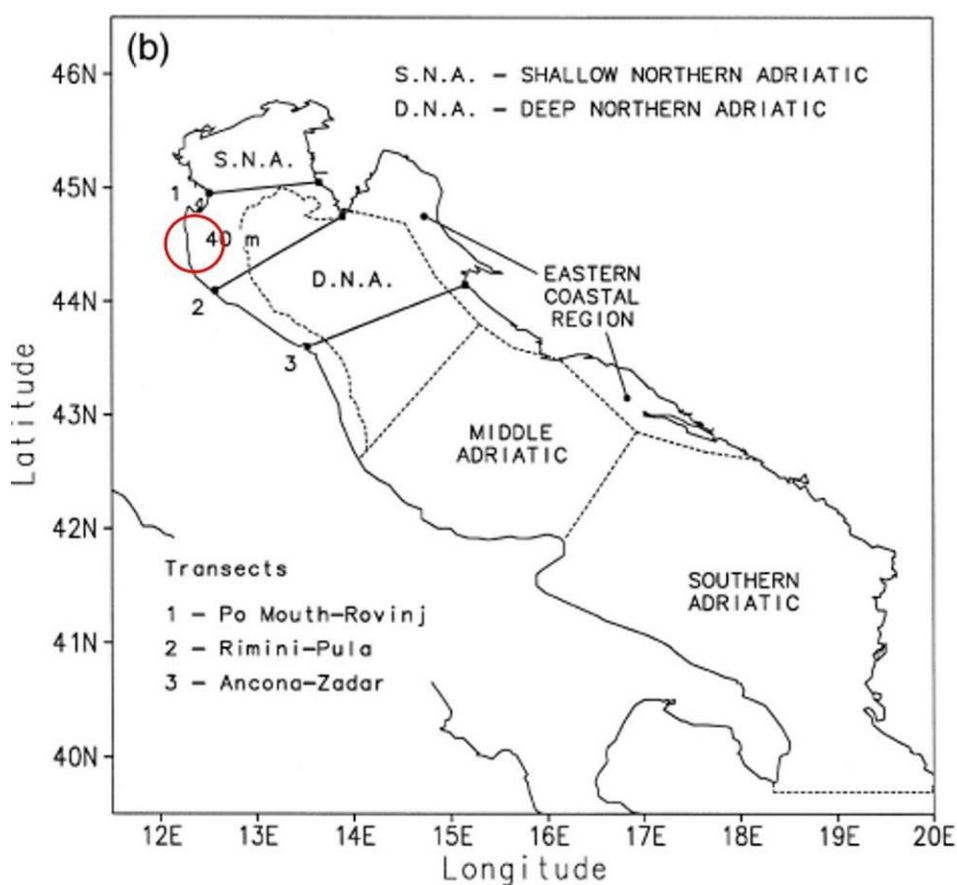 (b)
S.N.A. - SHALLOW NORTHERN ADRIATIC
D.N.A. - DEEP NORTHERN ADRIATIC
46N
45N
44N
43N
42N
41N
40N
Latitude
S.N.A.
1
40 m
D.N.A.
2
3
EASTERN
COASTAL
REGION
MIDDLE
ADRIATIC
SOUTHERN
ADRIATIC
Transects
1 - Po Mouth-Rovinj
2 - Rimini-Pula
3 - Ancona-Zadar
12E 13E 14E 15E 16E 17E 18E 19E 20E
Longitude